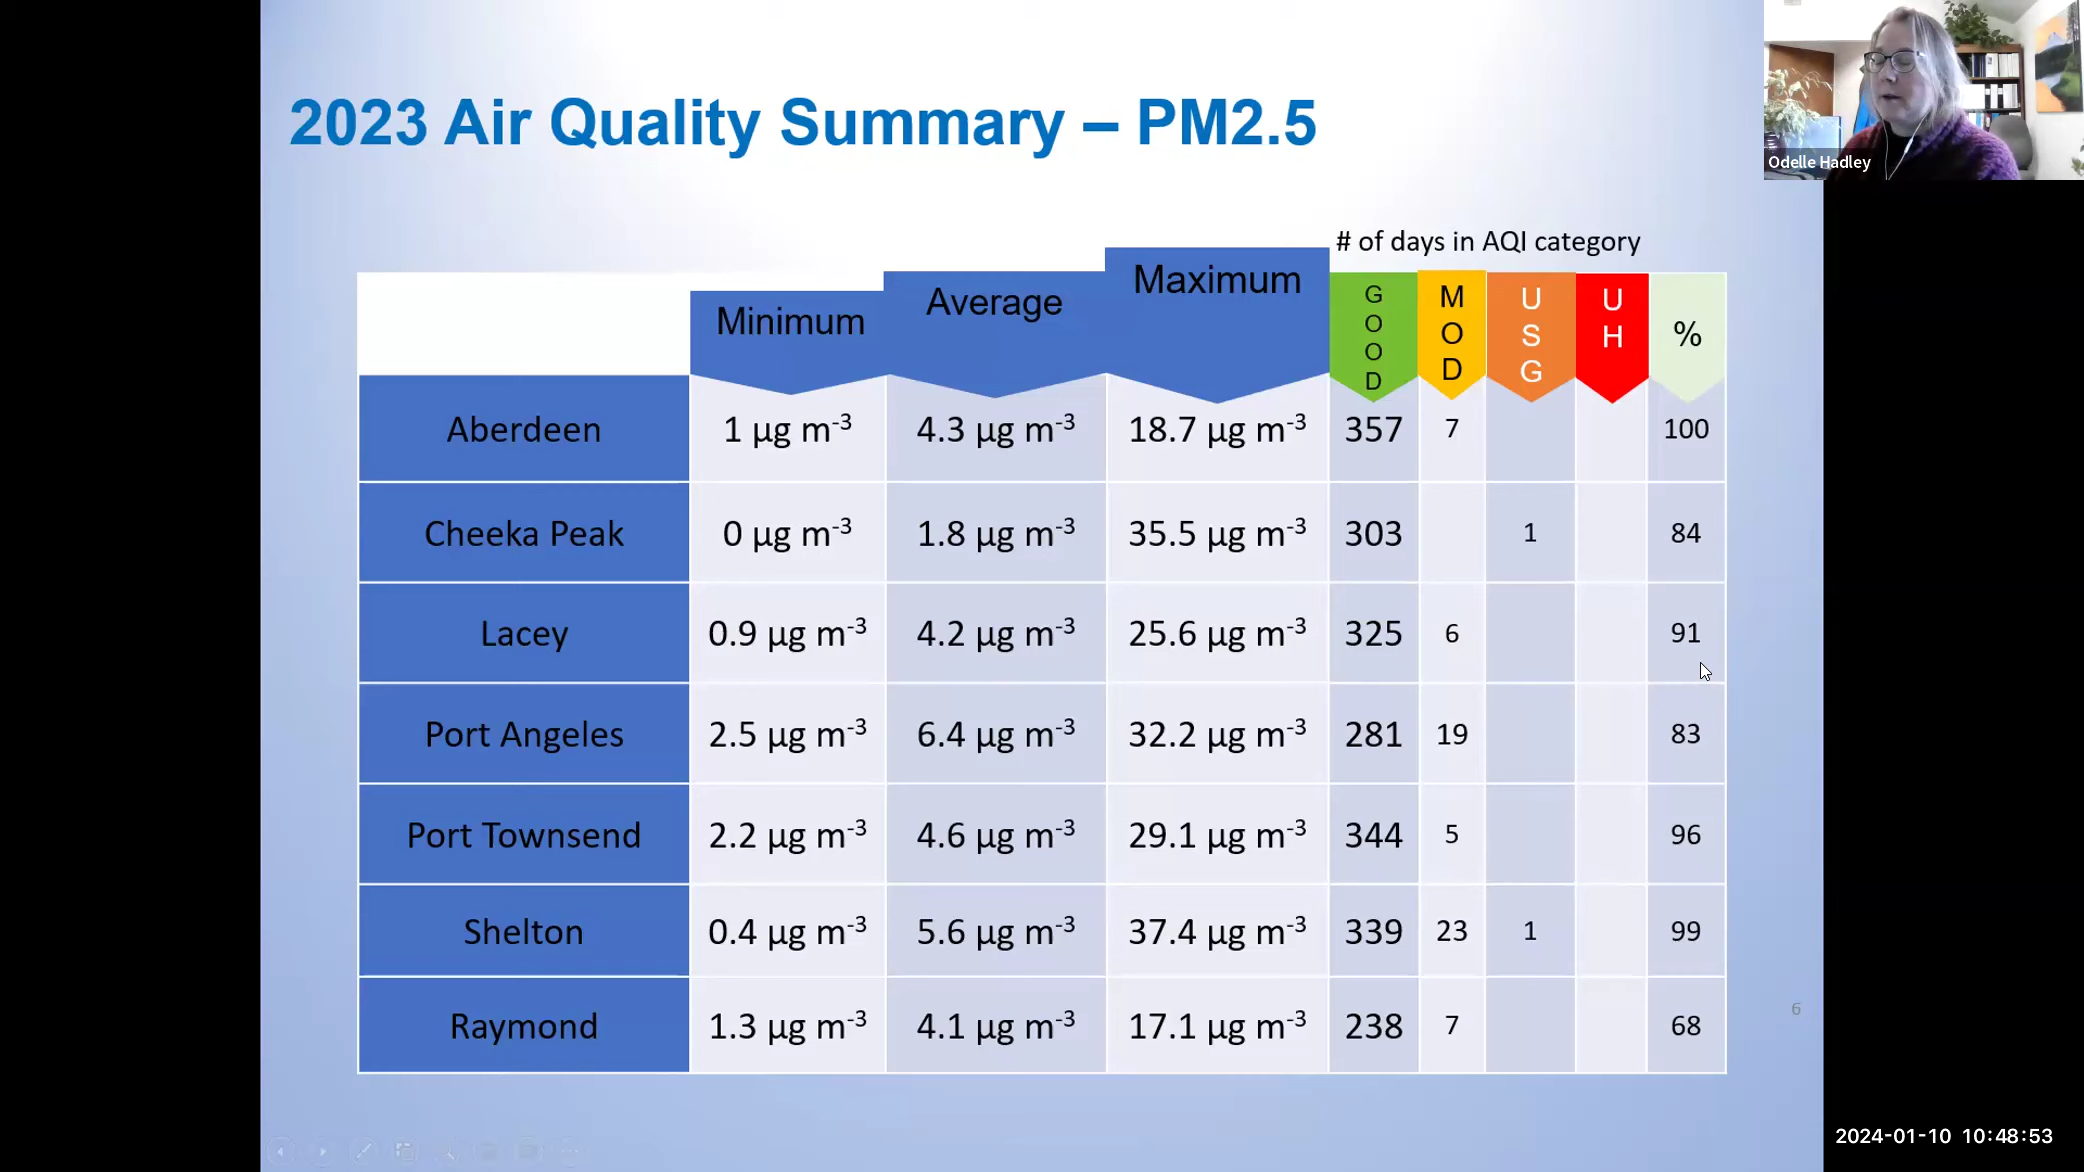 2023 Air Quality Summary – PM2.5
Odelle Hadley
# of days in AQI category
Minimum Average Maximum GOOD MOD USG UH %
Aberdeen 1 µg m-3 4.3 µg m-3 18.7 µg m-3 357 7 100
Cheeka Peak 0 µg m-3 1.8 µg m-3 35.5 µg m-3 303 1 84
Lacey 0.9 µg m-3 4.2 µg m-3 25.6 µg m-3 325 6 91
Port Angeles 2.5 µg m-3 6.4 µg m-3 32.2 µg m-3 281 19 83
Port Townsend 2.2 µg m-3 4.6 µg m-3 29.1 µg m-3 344 5 96
Shelton 0.4 µg m-3 5.6 µg m-3 37.4 µg m-3 339 23 1 99
Raymond 1.3 µg m-3 4.1 µg m-3 17.1 µg m-3 238 7 68
6
2024-01-10 10:48:53